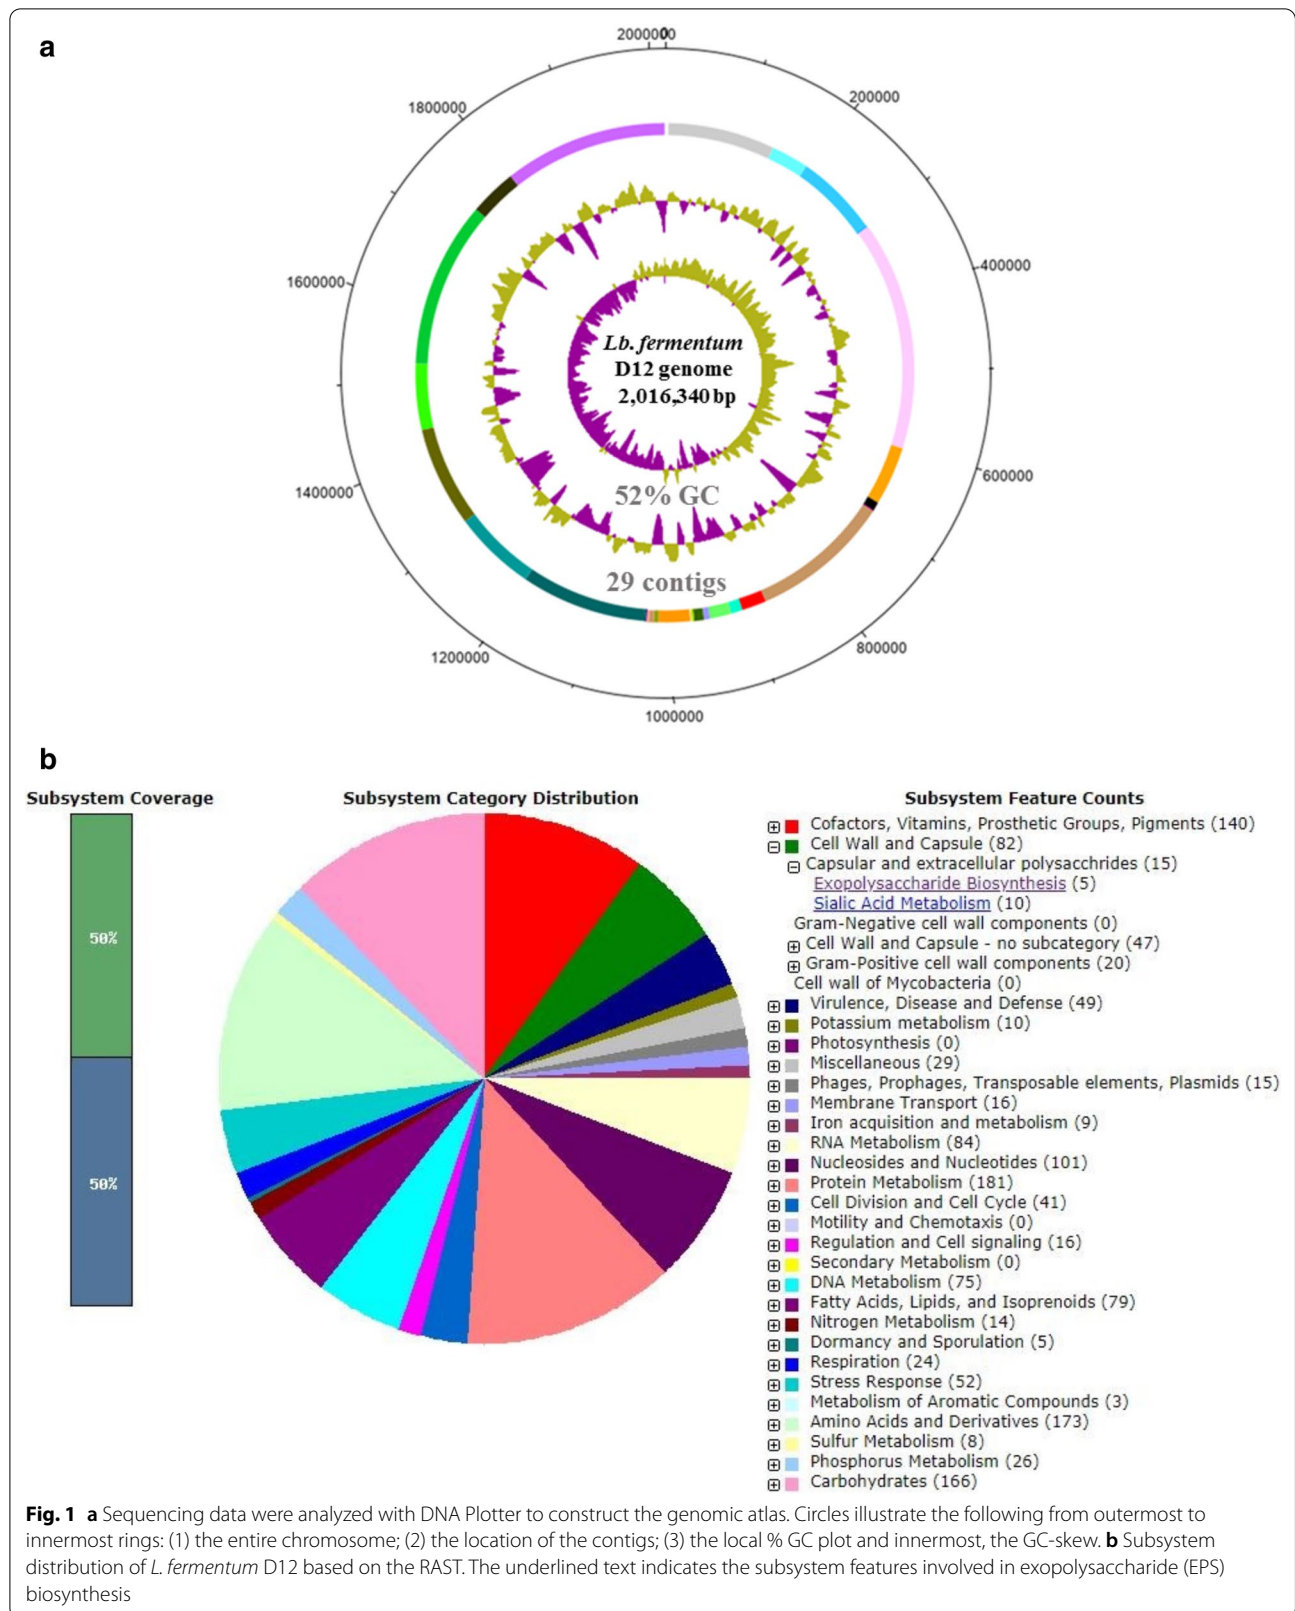 a
2000000
0
200000
400000
600000
800000
1000000
1200000
1400000
1600000
1800000
Lb. fermentum
D12 genome
2,016,340 bp
52% GC
29 contigs
b
Subsystem Coverage
50%
50%
Subsystem Category Distribution
Subsystem Feature Counts
Cofactors, Vitamins, Prosthetic Groups, Pigments (140)
Cell Wall and Capsule (82)
Capsular and extracellular polysacchrides (15)
Exopolysaccharide Biosynthesis (5)
Sialic Acid Metabolism (10)
Gram-Negative cell wall components (0)
Cell Wall and Capsule - no subcategory (47)
Gram-Positive cell wall components (20)
Cell wall of Mycobacteria (0)
Virulence, Disease and Defense (49)
Potassium metabolism (10)
Photosynthesis (0)
Miscellaneous (29)
Phages, Prophages, Transposable elements, Plasmids (15)
Membrane Transport (16)
Iron acquisition and metabolism (9)
RNA Metabolism (84)
Nucleosides and Nucleotides (101)
Protein Metabolism (181)
Cell Division and Cell Cycle (41)
Motility and Chemotaxis (0)
Regulation and Cell signaling (16)
Secondary Metabolism (0)
DNA Metabolism (75)
Fatty Acids, Lipids, and Isoprenoids (79)
Nitrogen Metabolism (14)
Dormancy and Sporulation (5)
Respiration (24)
Stress Response (52)
Metabolism of Aromatic Compounds (3)
Amino Acids and Derivatives (173)
Sulfur Metabolism (8)
Phosphorus Metabolism (26)
Carbohydrates (166)
Fig. 1 a Sequencing data were analyzed with DNA Plotter to construct the genomic atlas. Circles illustrate the following from outermost to
innermost rings: (1) the entire chromosome; (2) the location of the contigs; (3) the local % GC plot and innermost, the GC-skew. b Subsystem
distribution of L. fermentum D12 based on the RAST. The underlined text indicates the subsystem features involved in exopolysaccharide (EPS)
biosynthesis